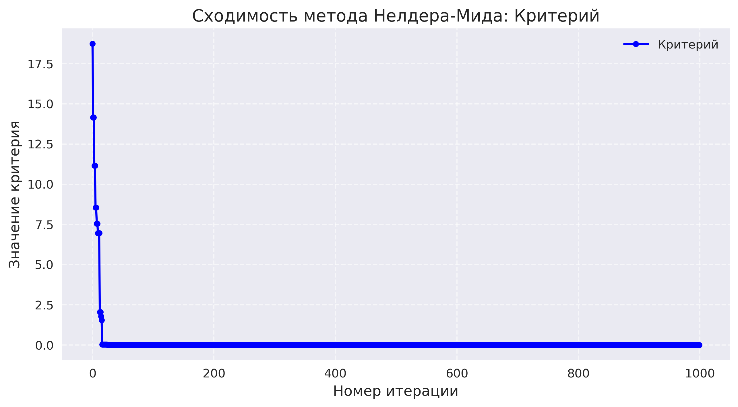 Сходимость метода Нелдера-Мида: Критерий
Критерий
Значение критерия
17.5
15.0
12.5
10.0
7.5
5.0
2.5
0.0
0 200 400 600 800 1000
Номер итерации